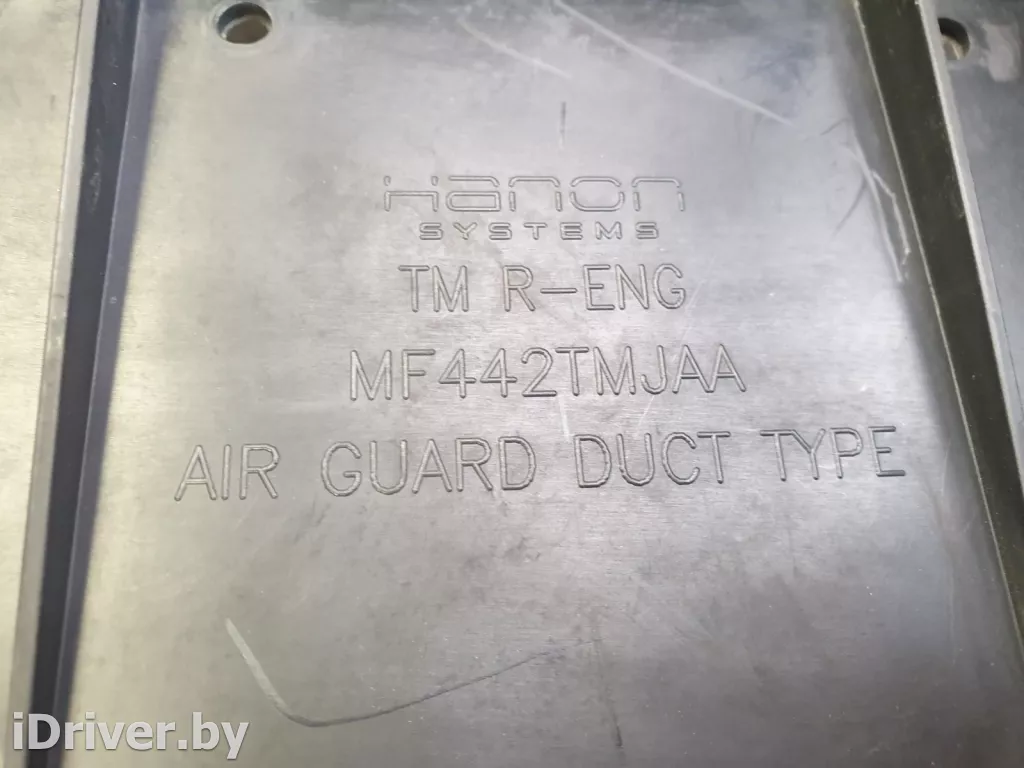 Hanon
SYSTEMS
TM R-ENG
MF442TMJAA
AIR GUARD DUCT TYPE
iDriver.by